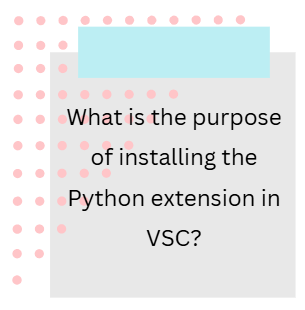 What is the purpose
of installing the
Python extension in
VSC?